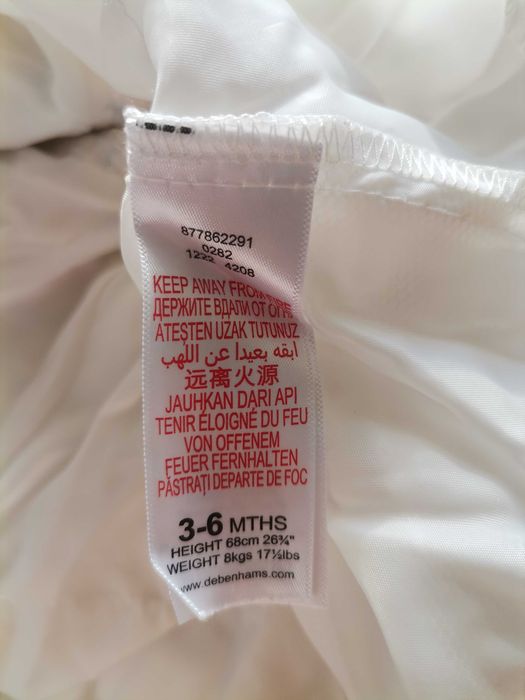 877862291
0282
1222 4208
KEEP AWAY FROM
ДЕРЖИТЕ ВДАЛИ ОТ
ATEŞTEN UZAK TUTUNUZ
ابقه بعيدا عن اللهب
远离火源
JAUHKAN DARI API
TENIR ÉLOIGNÉ DU FEU
VON OFFENEM
FEUER FERNHALTEN
PĂSTRAȚI DEPARTE DE FOC
3-6 MTHS
HEIGHT 68cm 26¾"
WEIGHT 8kgs 17½lbs
www.debenhams.com